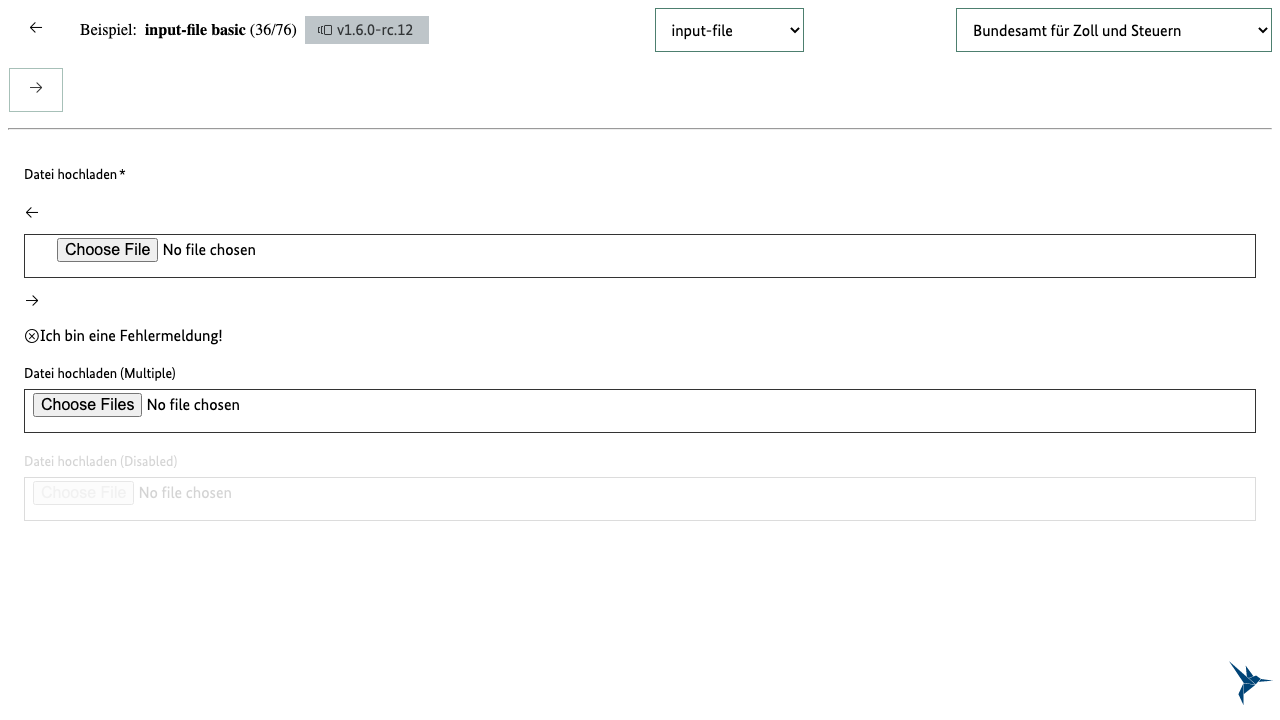 Beispiel: input-file basic (36/76) v1.6.0-rc.12 input-file Bundesamt für Zoll und Steuern
Datei hochladen *
Choose File No file chosen
Ich bin eine Fehlermeldung!
Datei hochladen (Multiple)
Choose Files No file chosen
Datei hochladen (Disabled)
Choose File No file chosen